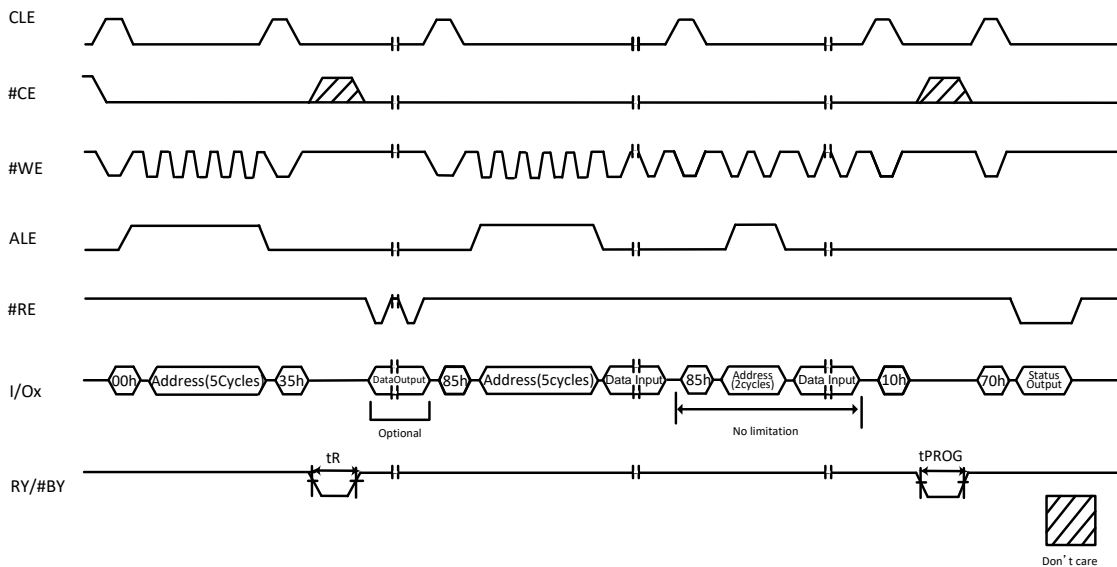 CLE
#CE
#WE
ALE
#RE
I/Ox
00h
Address(5Cycles)
35h
DataOutput
85h
Address(5cycles)
Data Input
85h
Address
(2cycles)
Data Input
10h
70h
Status
Output
Optional
No limitation
RY/#BY
tR
tPROG
Don't care